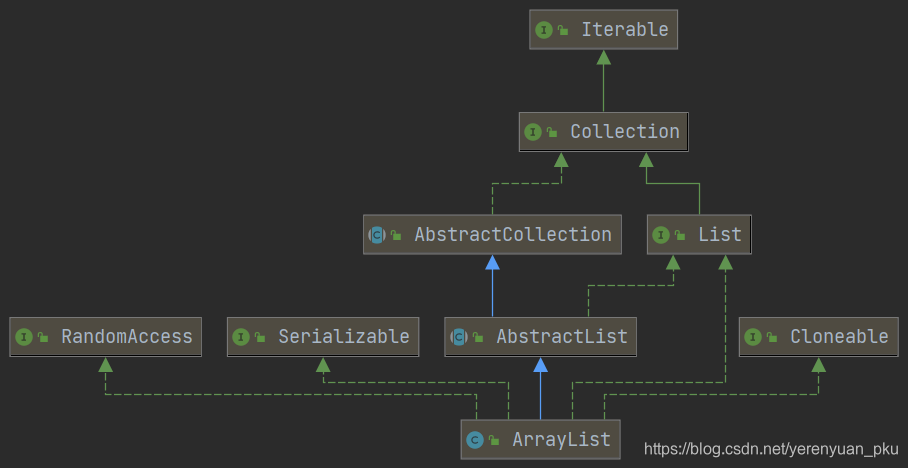 Iterable
Collection
AbstractCollection
List
RandomAccess
Serializable
AbstractList
Cloneable
ArrayList
https://blog.csdn.net/yerenyuan_pku